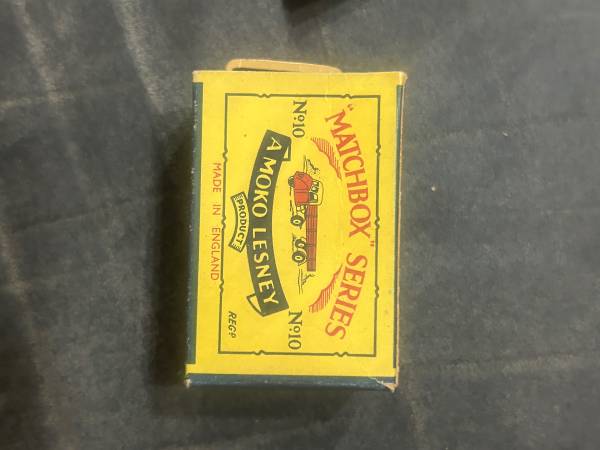 "MATCHBOX" SERIES
Nº10 Nº10
A MOKO LESNEY
PRODUCT
MADE IN ENGLAND
REGD